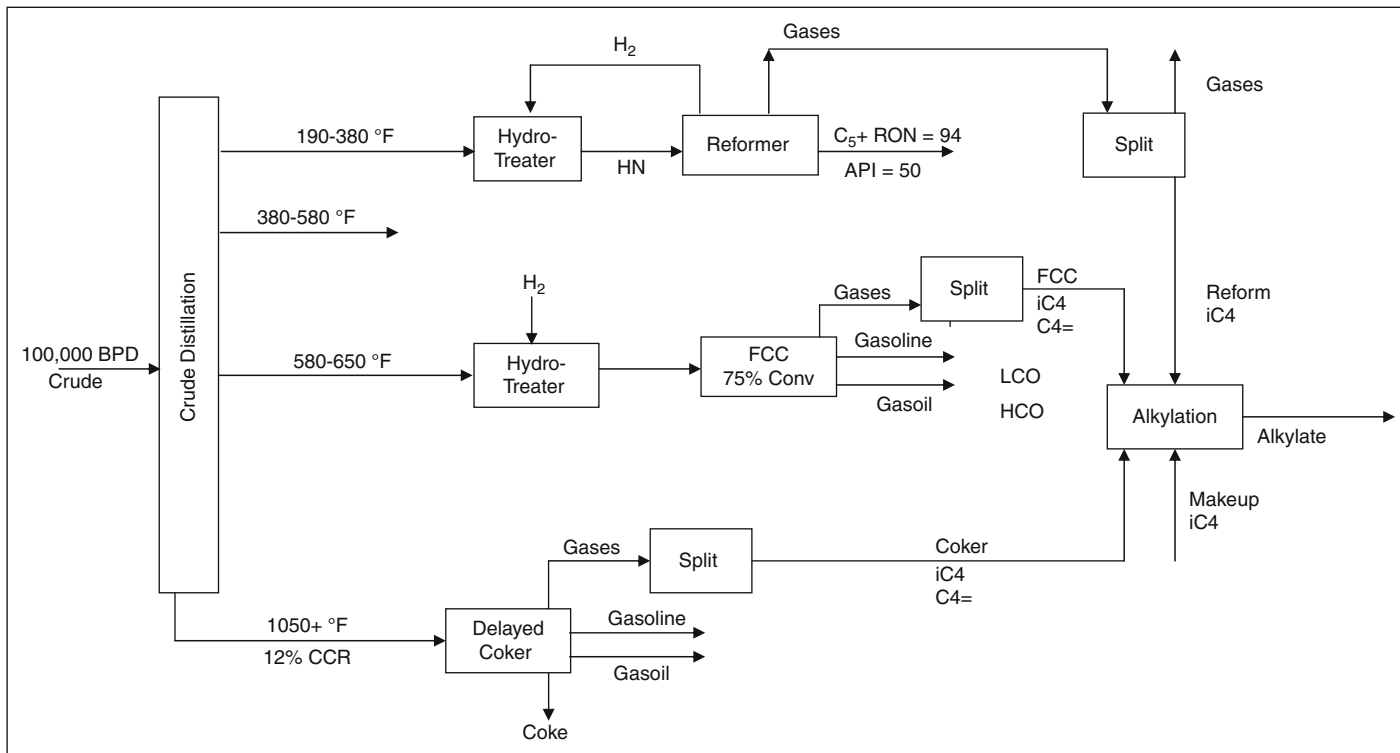 H2
Gases
Gases
190-380 °F
Hydro-
Treater
HN
Reformer
C5+ RON = 94
API = 50
Split
380-580 °F
Crude Distillation
100,000 BPD
Crude
H2
580-650 °F
Hydro-
Treater
FCC
75% Conv
Gases
Split
FCC
iC4
C4=
Reform
iC4
Gasoline
Gasoil
LCO
HCO
Alkylation
Alkylate
Makeup
iC4
Gases
Split
Coker
iC4
C4=
1050+ °F
12% CCR
Delayed
Coker
Gasoline
Gasoil
Coke